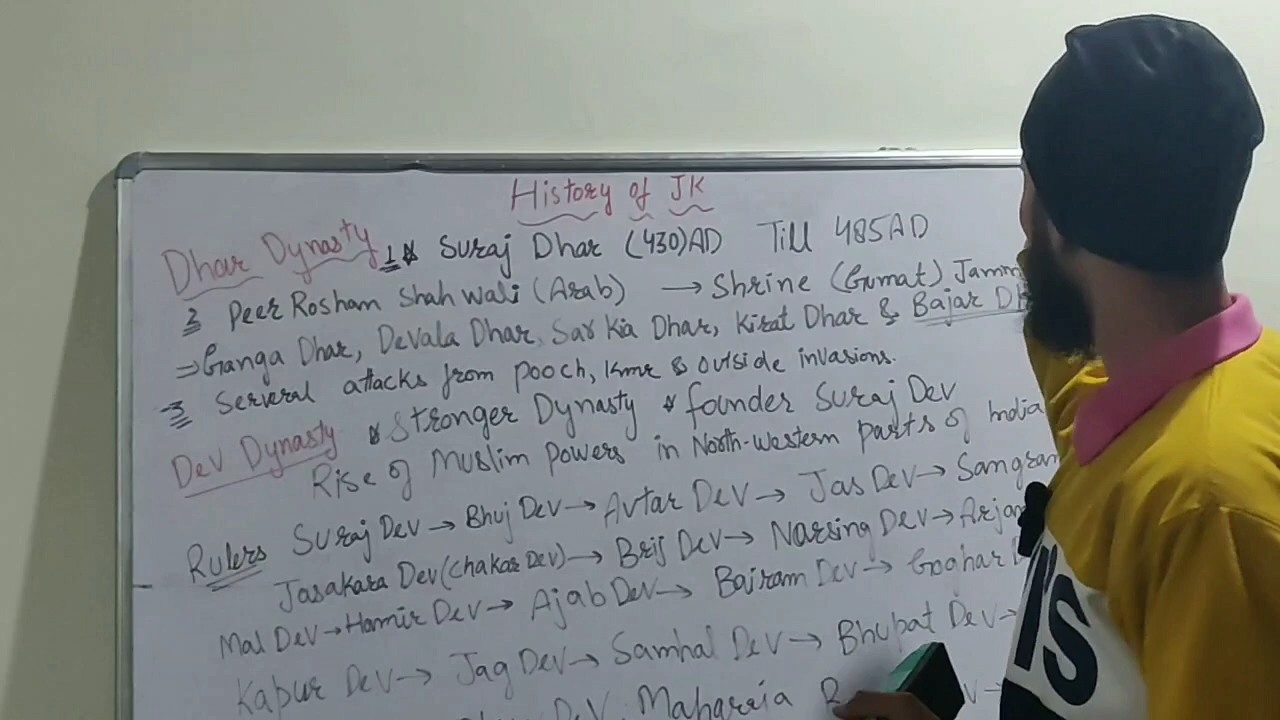 History of JK
Dhar Dynasty 1 Suraj Dhar (430)AD Till 485AD
2 Peer Rosham Shah Wali (Arab) → Shrine (Gumat) Jamm
⇒ Ganga Dhar, Devala Dhar, Sar Kia Dhar, Kirat Dhar & Bajar Dh
3 Serveral attacks from pooch, Kmr & outside invasions.
Dev Dynasty Stronger Dynasty founder Suraj Dev
Rise of Muslim Powers in North-western parts of India
Rulers Suraj Dev → Bhuj Dev → Avtar Dev → Jas Dev → Sangram
Jasakara Dev (Chakar Dev) → Brij Dev → Narsing Dev → Arjan
Mal Dev → Hamir Dev → Ajab Dev → Bairam Dev → Goghar D
Kapur Dev → Jag Dev → Samhal Dev → Bhupat Dev →
Dev Maharaja R v →
'S